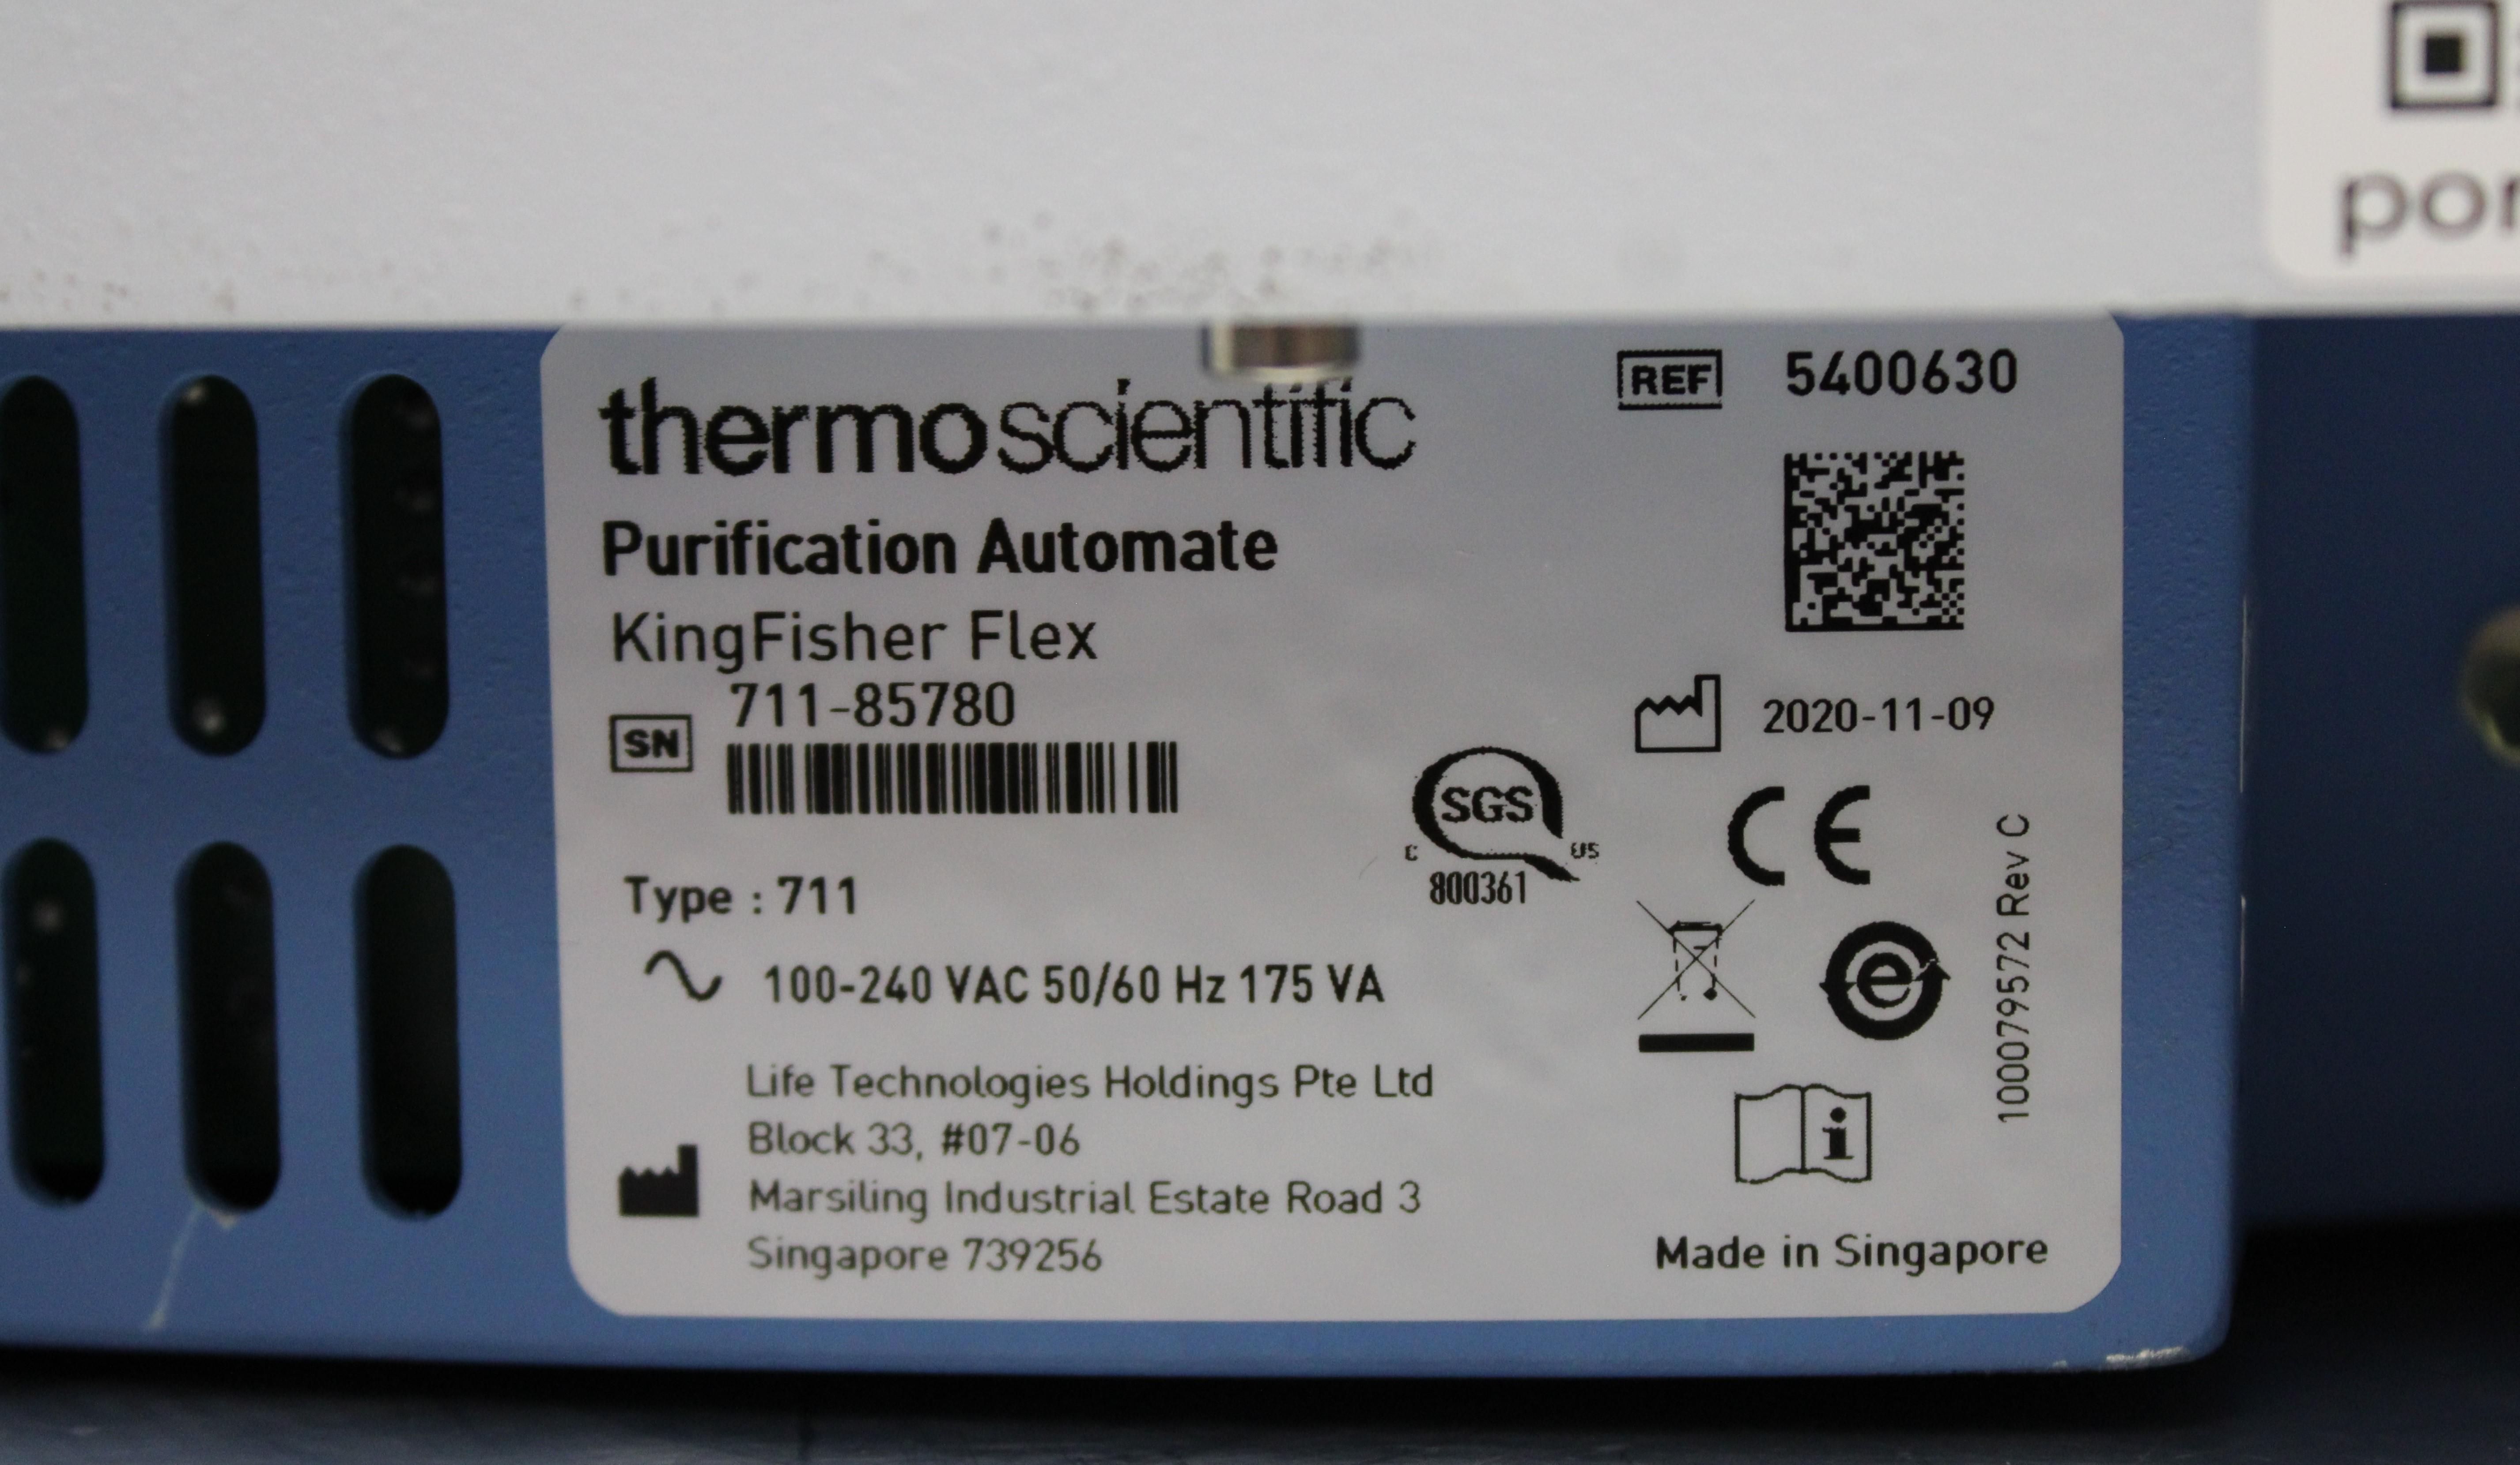 thermo scientific
REF 5400630
Purification Automate
KingFisher Flex
SN 711-85780
2020-11-09
SGS
C US
800361
CE
Type : 711
100-240 VAC 50/60 Hz 175 VA
e
100079572 Rev C
Life Technologies Holdings Pte Ltd
Block 33, #07-06
Marsiling Industrial Estate Road 3
Singapore 739256
i
Made in Singapore